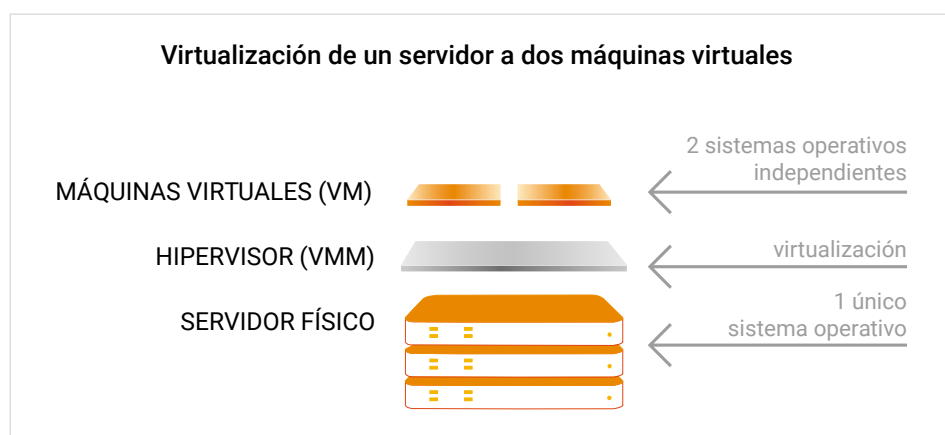 Virtualización de un servidor a dos máquinas virtuales
2 sistemas operativos
independientes
MÁQUINAS VIRTUALES (VM)
HIPERVISOR (VMM)
virtualización
SERVIDOR FÍSICO
1 único
sistema operativo